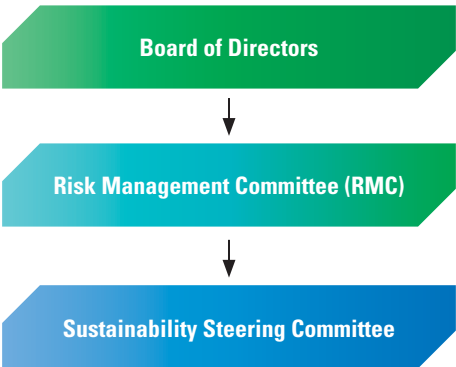 Board of Directors
Risk Management Committee (RMC)
Sustainability Steering Committee